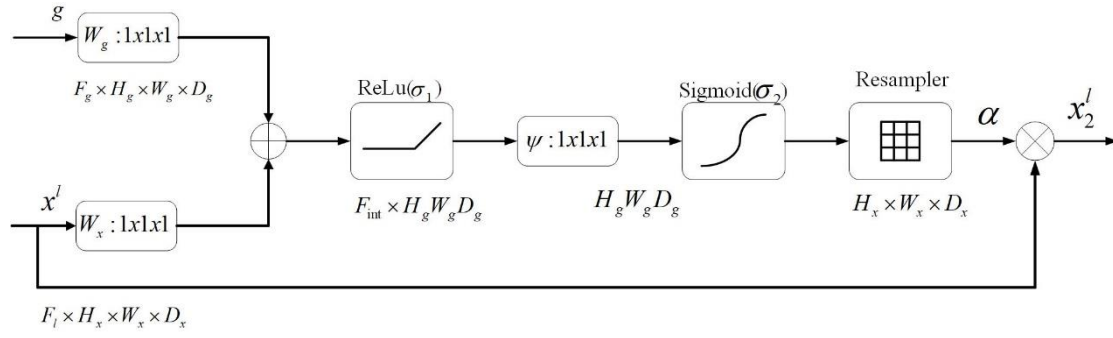 g
W_g : 1x1x1
F_g × H_g × W_g × D_g
x^l
W_x : 1x1x1
F_l × H_x × W_x × D_x
ReLu(σ_1)
F_int × H_g W_g D_g
ψ : 1x1x1
H_g W_g D_g
Sigmoid(σ_2)
Resampler
H_x × W_x × D_x
α
x_2^l